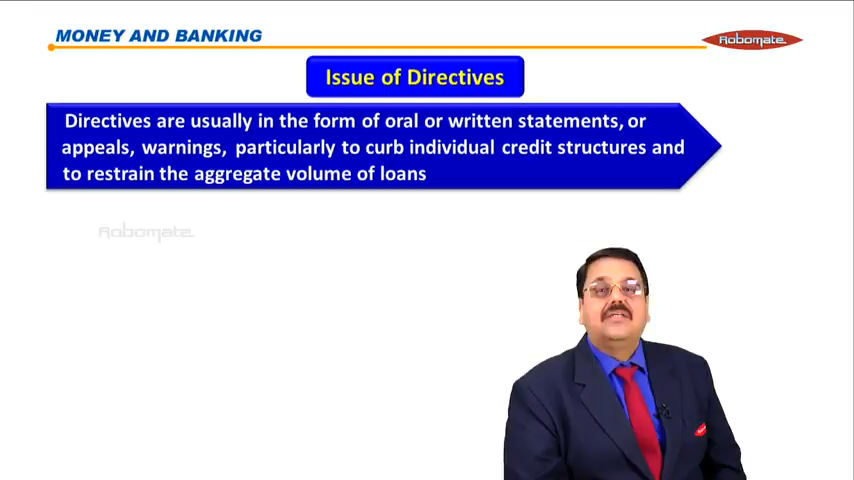 MONEY AND BANKING
Robomate
Issue of Directives
Directives are usually in the form of oral or written statements, or
appeals, warnings, particularly to curb individual credit structures and
to restrain the aggregate volume of loans
Robomate